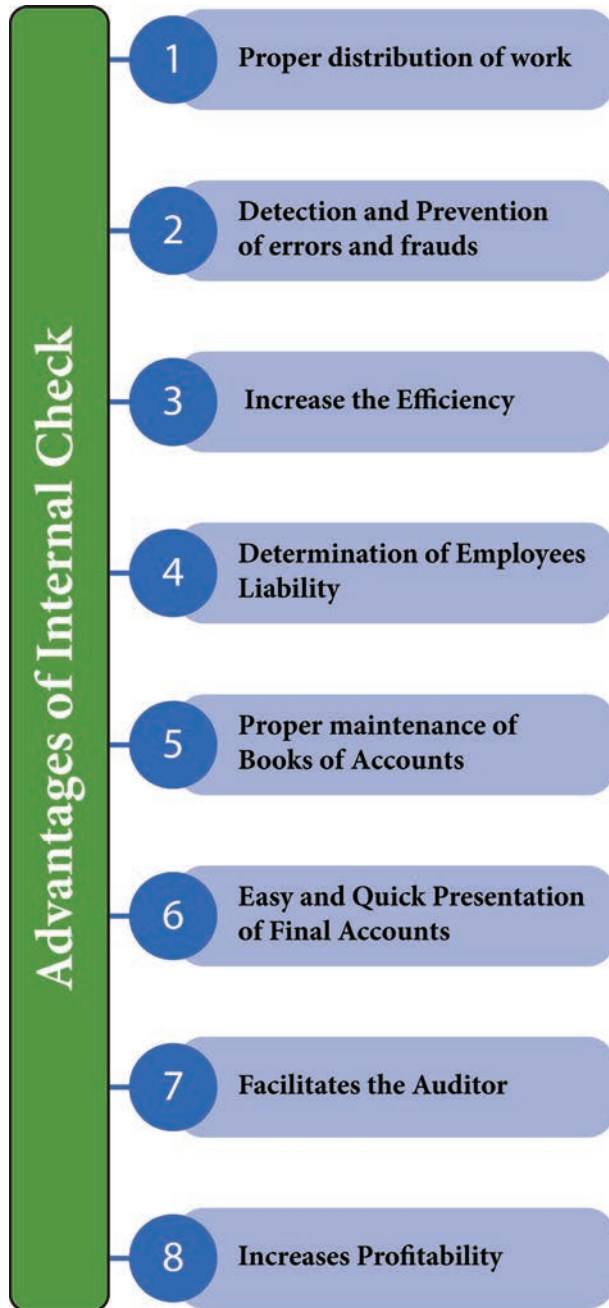 Advantages of Internal Check
1
Proper distribution of work
2
Detection and Prevention
of errors and frauds
3
Increase the Efficiency
4
Determination of Employees
Liability
5
Proper maintenance of
Books of Accounts
6
Easy and Quick Presentation
of Final Accounts
7
Facilitates the Auditor
8
Increases Profitability